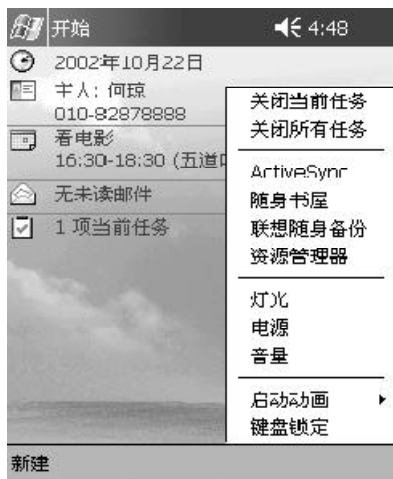 开始 4:48
2002年10月22日
主人: 何琼
010-82878888
看电影
16:30-18:30 (五道
无未读邮件
1 项当前任务
关闭当前任务
关闭所有任务
ActiveSync
随身书屋
联想随身备份
资源管理器
灯光
电源
音量
启动动画
键盘锁定
新建